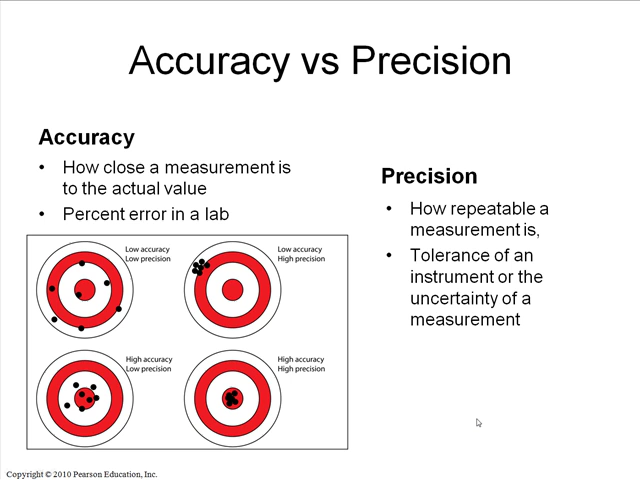 Accuracy vs Precision
Accuracy
• How close a measurement is
to the actual value
• Percent error in a lab
Low accuracy
Low precision
Low accuracy
High precision
High accuracy
Low precision
High accuracy
High precision
Precision
• How repeatable a
measurement is,
• Tolerance of an
instrument or the
uncertainty of a
measurement
Copyright © 2010 Pearson Education, Inc.